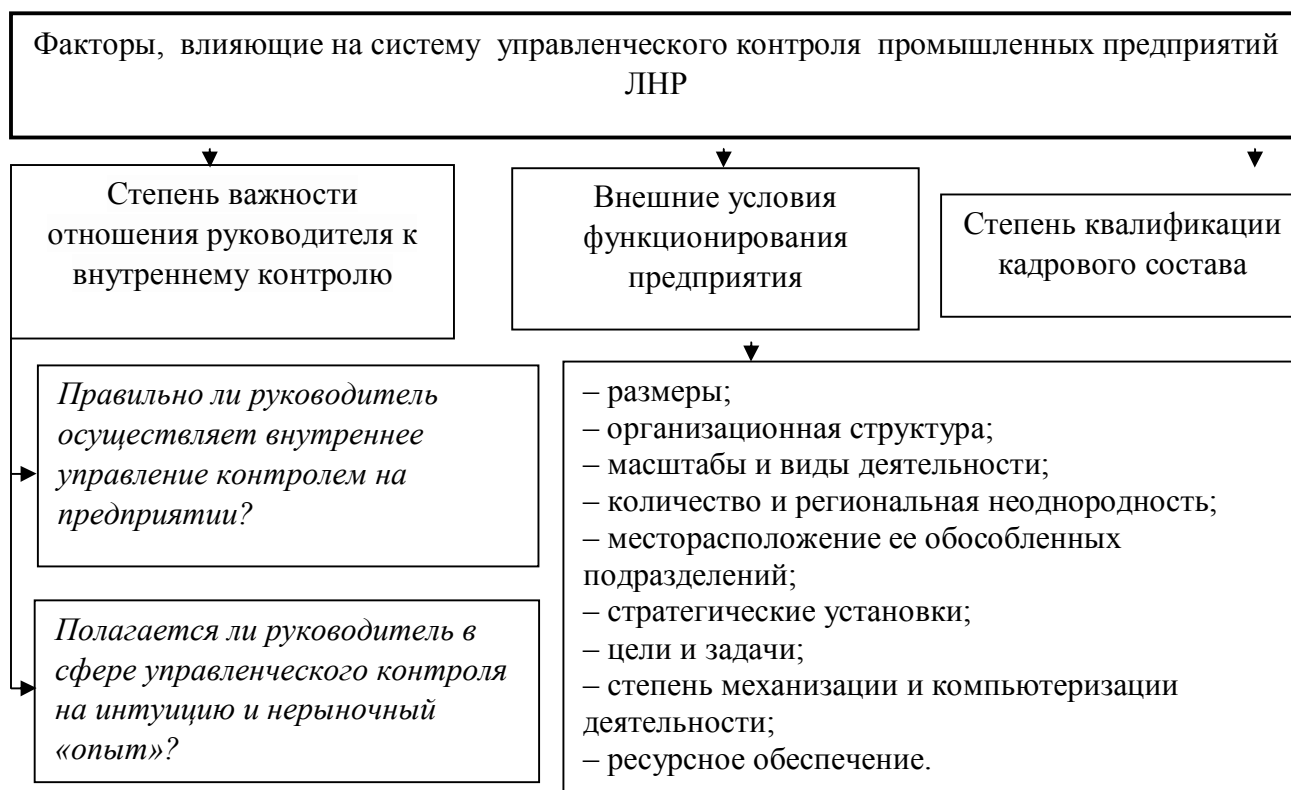 Факторы, влияющие на систему управленческого контроля промышленных предприятий
ЛНР
Степень важности
отношения руководителя к
внутреннему контролю
Внешние условия
функционирования
предприятия
Степень квалификации
кадрового состава
Правильно ли руководитель
осуществляет внутреннее
управление контролем на
предприятии?
Полагается ли руководитель в
сфере управленческого контроля
на интуицию и нерыночный
«опыт»?
– размеры;
– организационная структура;
– масштабы и виды деятельности;
– количество и региональная неоднородность;
– месторасположение ее обособленных
подразделений;
– стратегические установки;
– цели и задачи;
– степень механизации и компьютеризации
деятельности;
– ресурсное обеспечение.